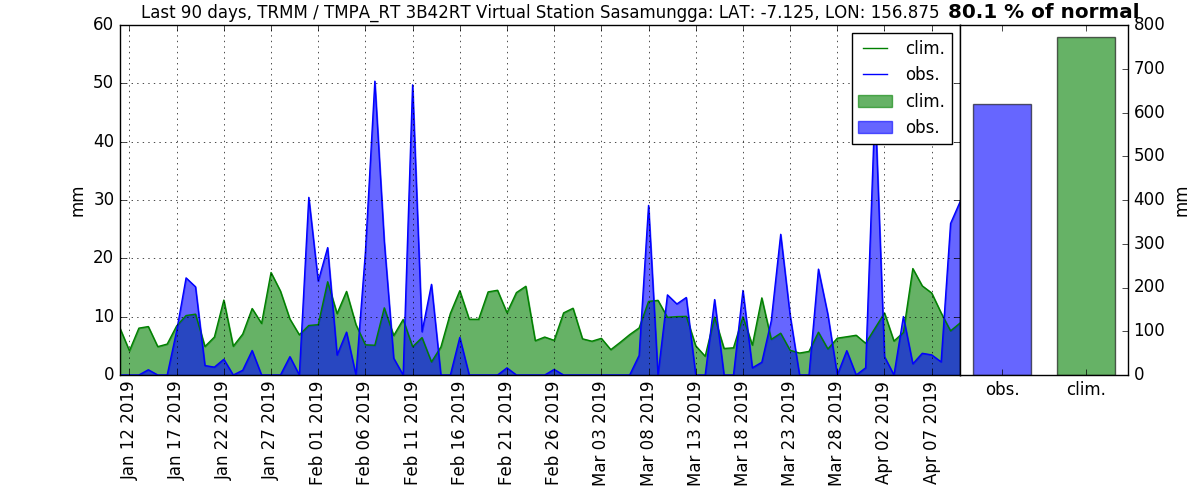 Last 90 days, TRMM / TMPA_RT 3B42RT Virtual Station Sasamungga: LAT: -7.125, LON: 156.875 80.1 % of normal
60
50
40
30
20
10
0
mm
clim.
obs.
clim.
obs.
800
700
600
500
400
300
200
100
0
mm
Jan 12 2019
Jan 17 2019
Jan 22 2019
Jan 27 2019
Feb 01 2019
Feb 06 2019
Feb 11 2019
Feb 16 2019
Feb 21 2019
Feb 26 2019
Mar 03 2019
Mar 08 2019
Mar 13 2019
Mar 18 2019
Mar 23 2019
Mar 28 2019
Apr 02 2019
Apr 07 2019
obs.
clim.